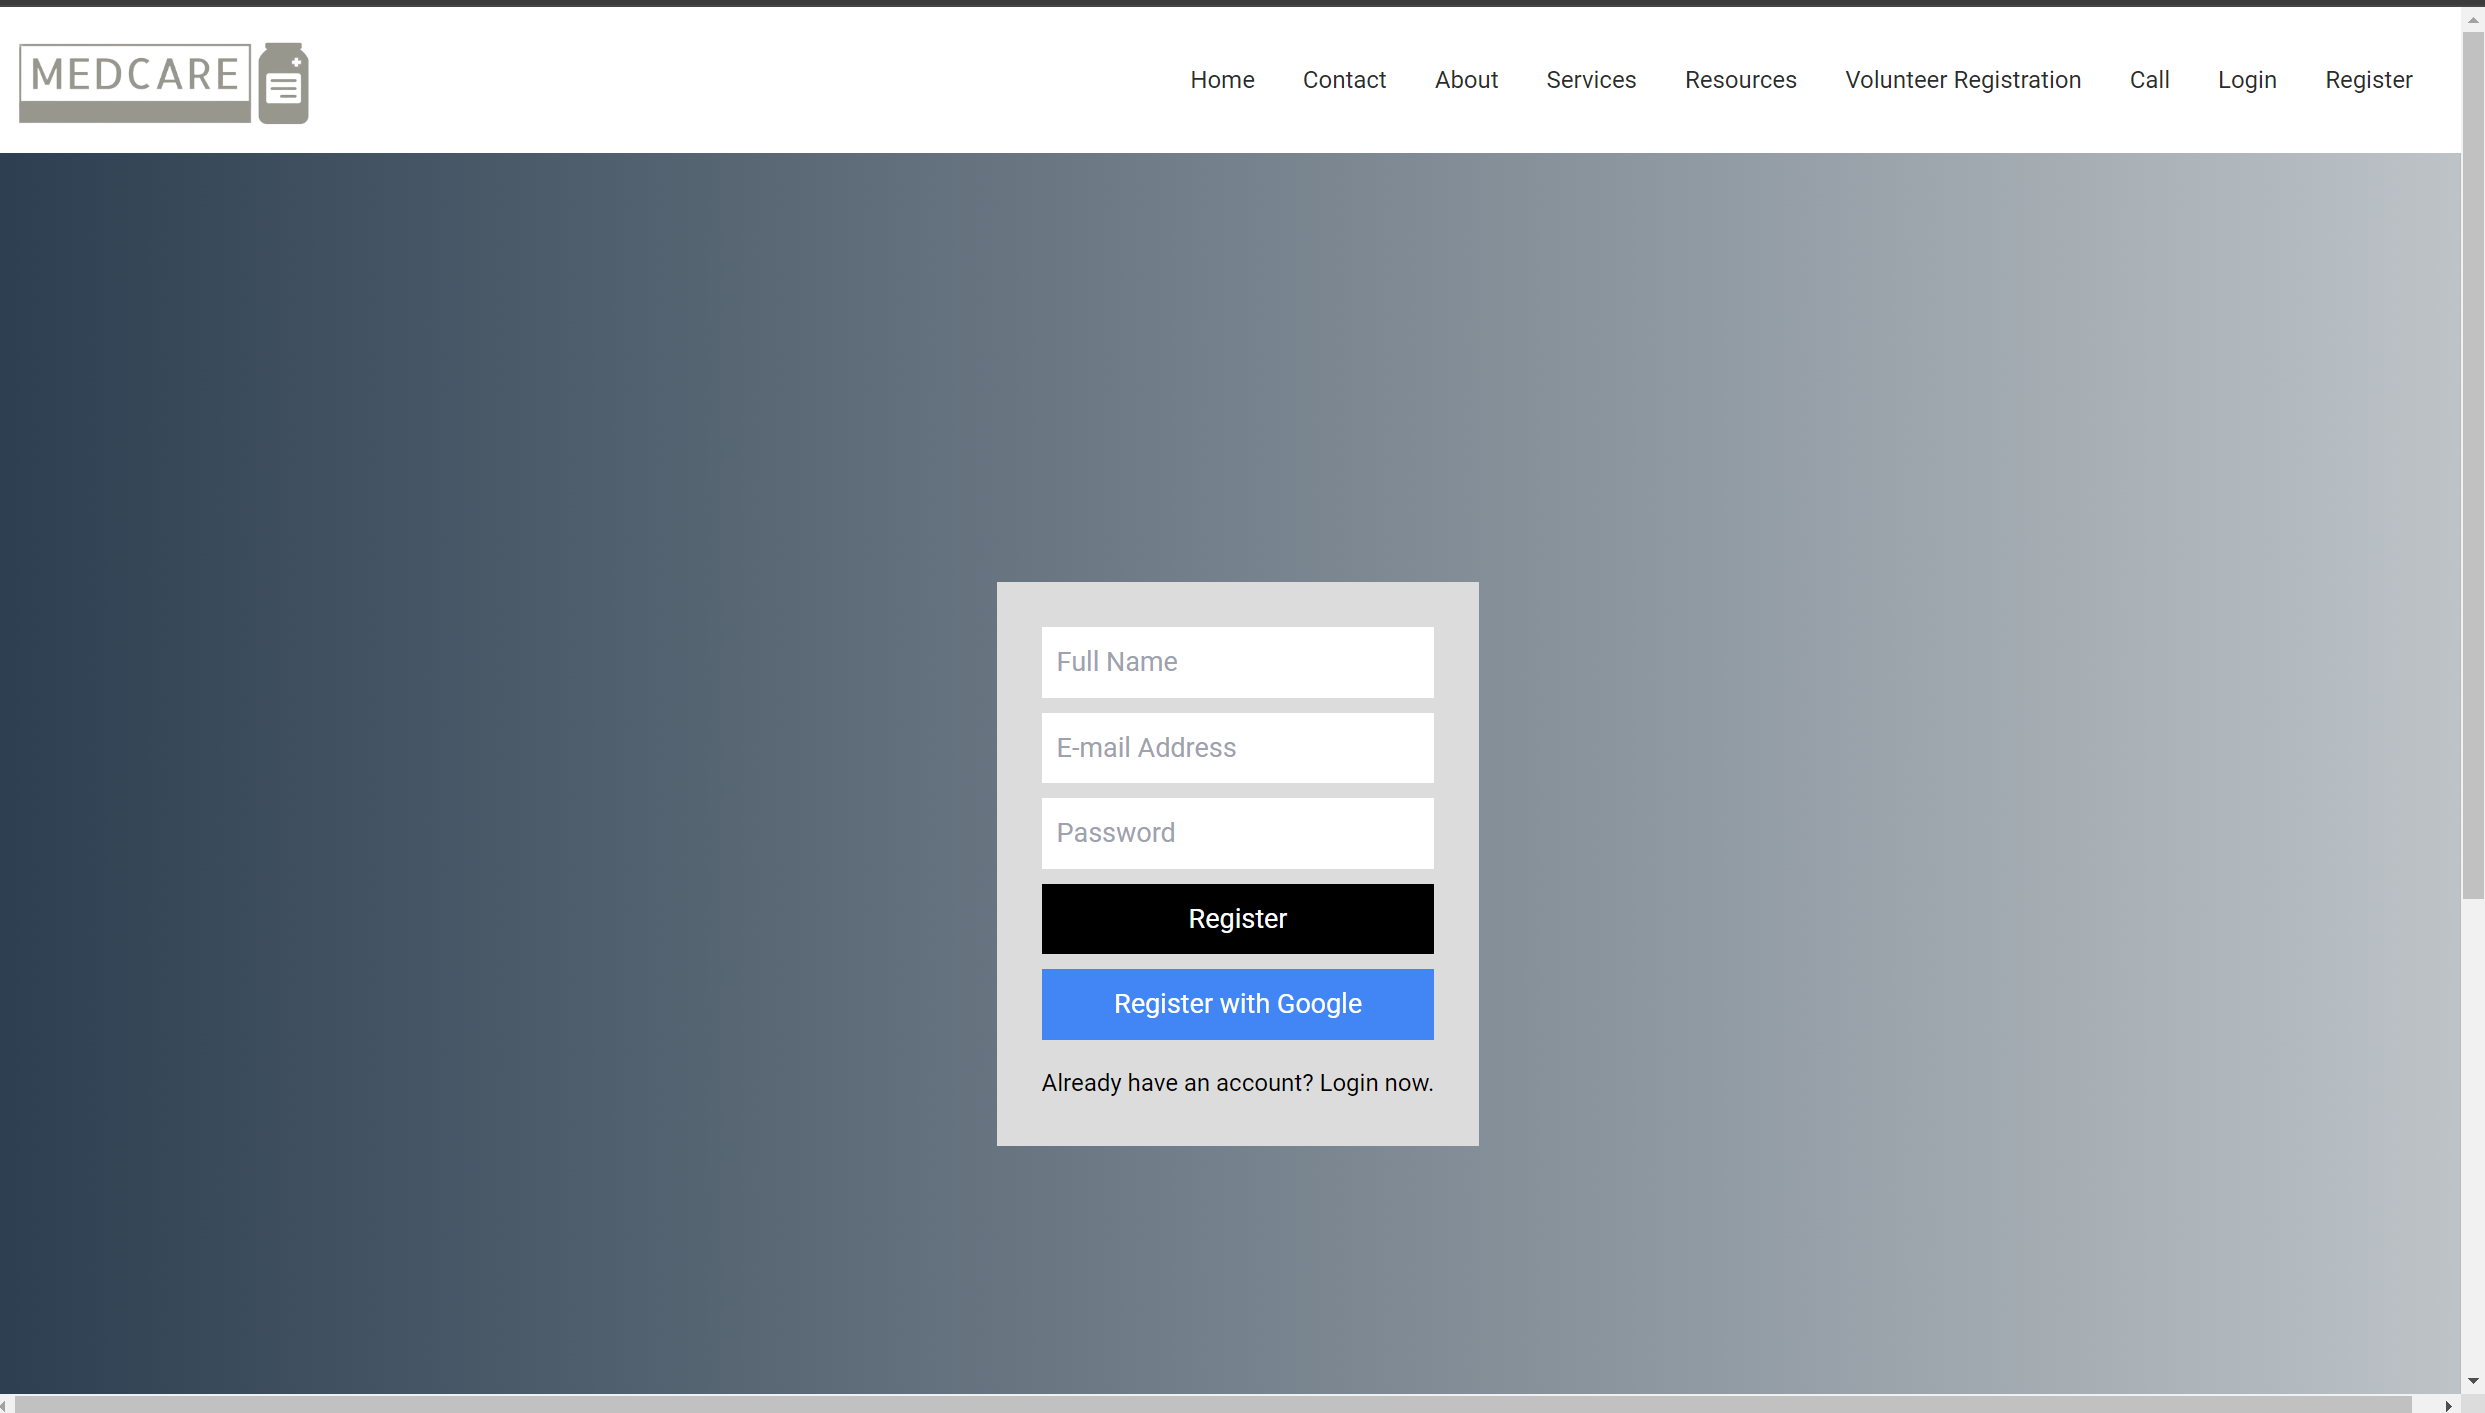 MEDCARE
Home Contact About Services Resources Volunteer Registration Call Login Register
Full Name
E-mail Address
Password
Register
Register with Google
Already have an account? Login now.